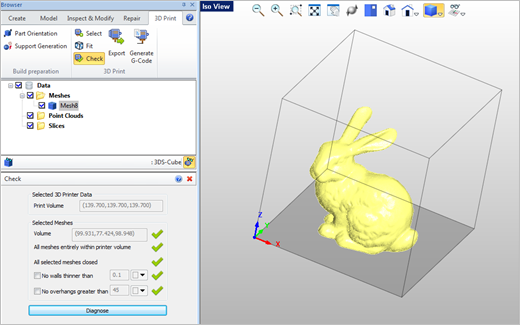 Create Model Inspect & Modify Repair 3D Print
Part Orientation
Support Generation
Select
Fit
Check
Export
Generate
G-Code
Build preparation
3D Print
Data
Meshes
Mesh8
Point Clouds
Slices
: 3DS-Cube
Check
Selected 3D Printer Data
Print Volume (139.700,139.700,139.700)
Selected Meshes
Volume (99.931,77.424,98.948)
All meshes entirely within printer volume
All selected meshes closed
No walls thinner than 0.1
No overhangs greater than 45
Diagnose
Iso View
Z
Y
X